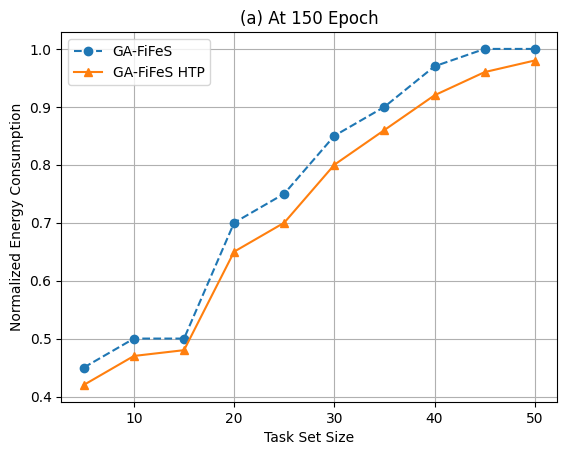 (a) At 150 Epoch
GA-FiFeS
GA-FiFeS HTP
Normalized Energy Consumption
1.0
0.9
0.8
0.7
0.6
0.5
0.4
10 20 30 40 50
Task Set Size